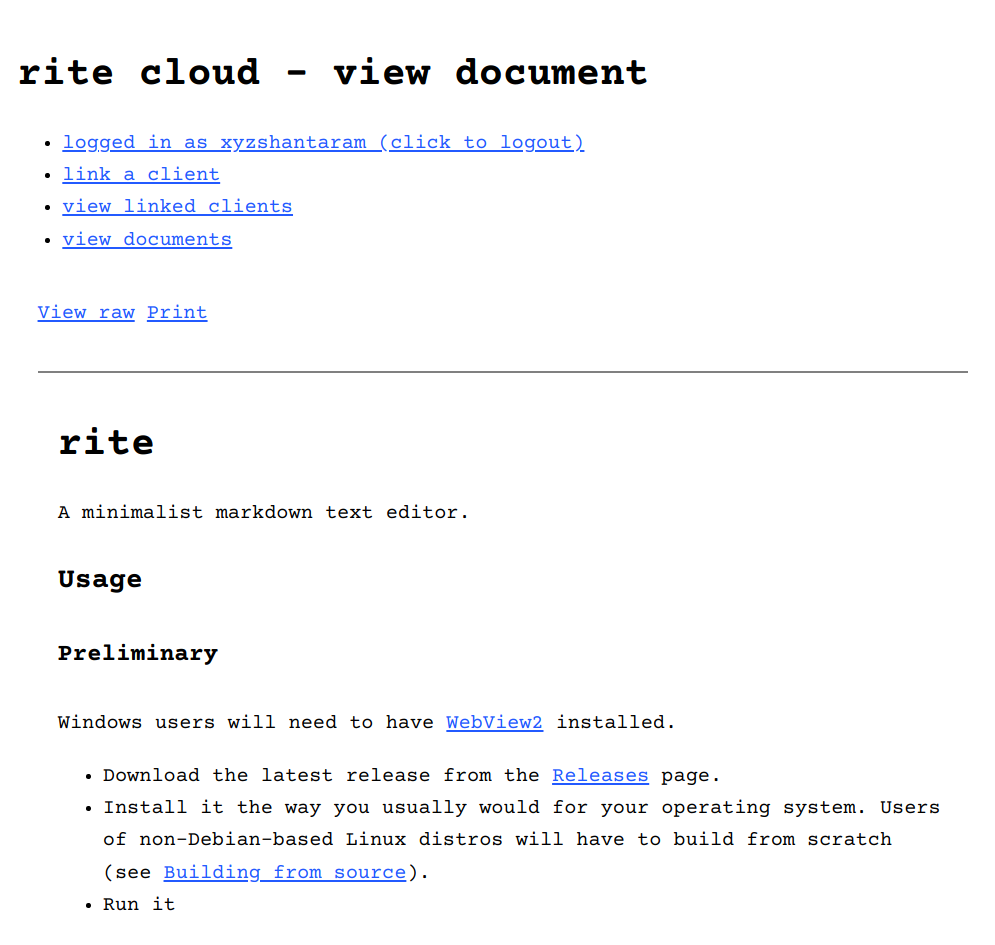 rite cloud - view document
logged in as xyzshantaram (click to logout)
link a client
view linked clients
view documents
View raw Print
rite
A minimalist markdown text editor.
Usage
Preliminary
Windows users will need to have WebView2 installed.
Download the latest release from the Releases page.
Install it the way you usually would for your operating system. Users
of non-Debian-based Linux distros will have to build from scratch
(see Building from source).
Run it